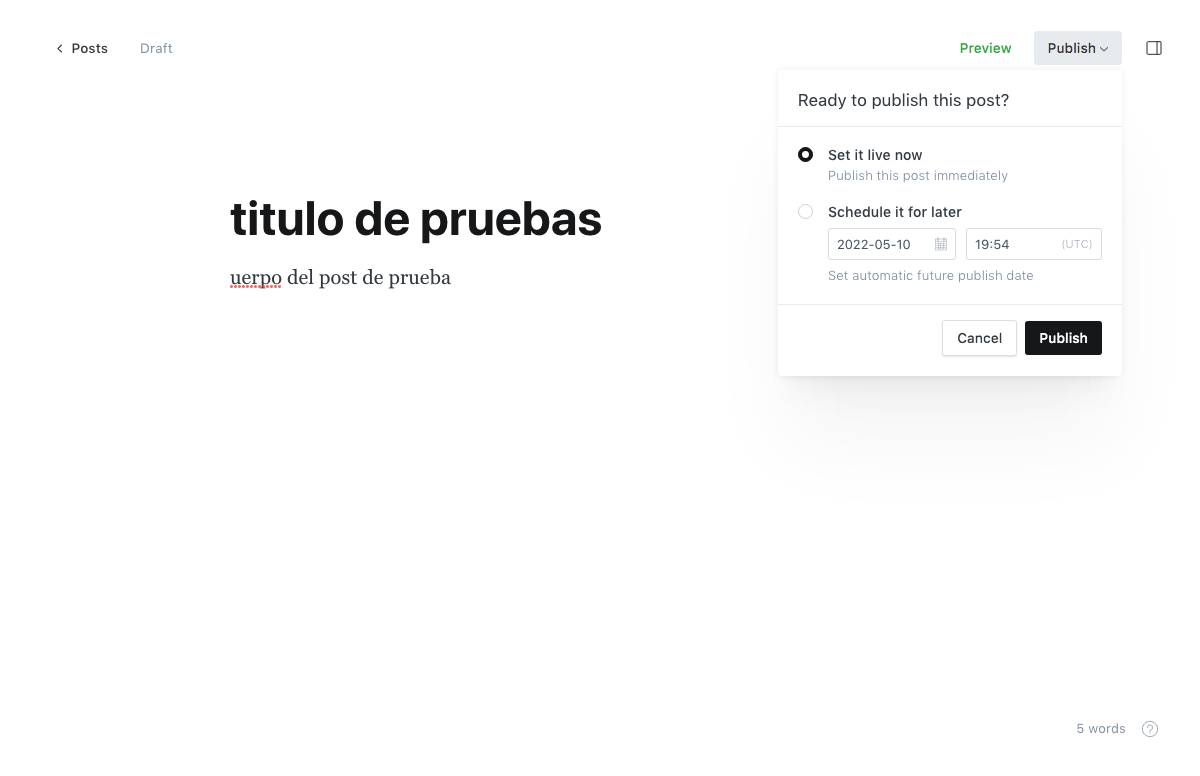 Posts Draft Preview Publish
Ready to publish this post?
Set it live now
Publish this post immediately
Schedule it for later
2022-05-10 19:54 (UTC)
Set automatic future publish date
Cancel Publish
titulo de pruebas
uerpo del post de prueba
5 words ?